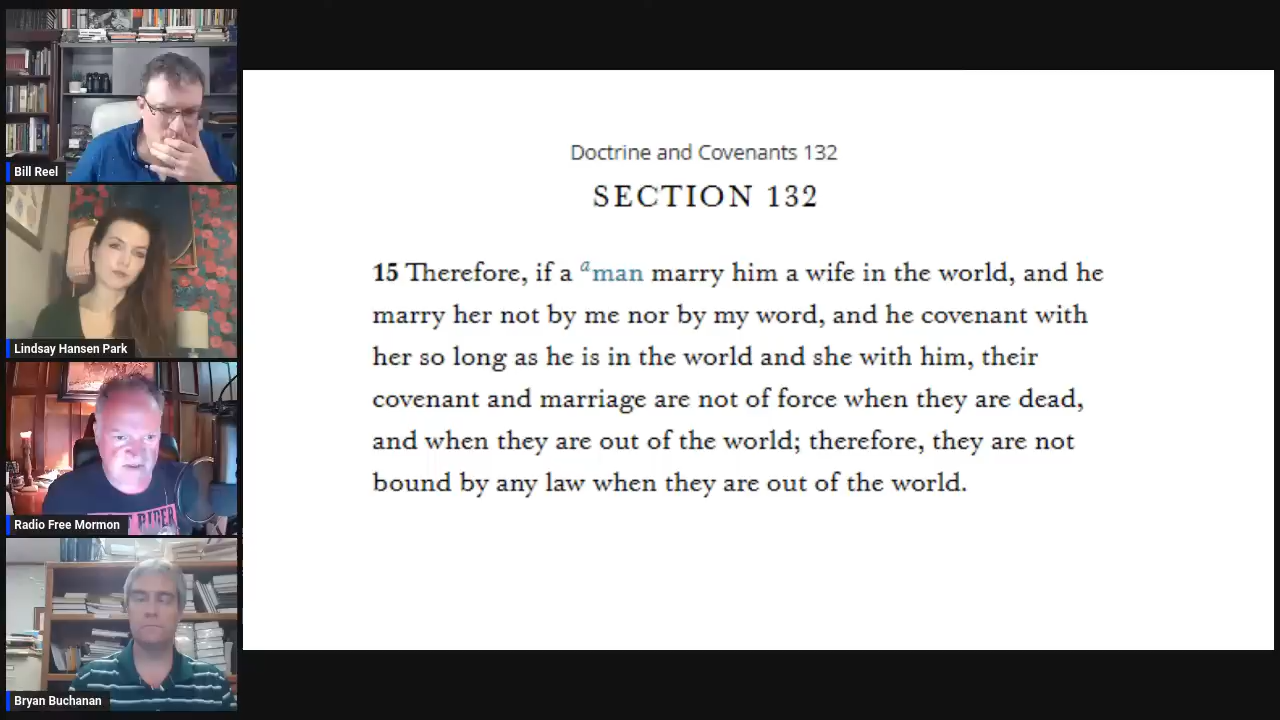 Bill Reel
Lindsay Hansen Park
RIDER
Radio Free Mormon
Bryan Buchanan
Doctrine and Covenants 132
SECTION 132
15 Therefore, if a ᵃman marry him a wife in the world, and he
marry her not by me nor by my word, and he covenant with
her so long as he is in the world and she with him, their
covenant and marriage are not of force when they are dead,
and when they are out of the world; therefore, they are not
bound by any law when they are out of the world.